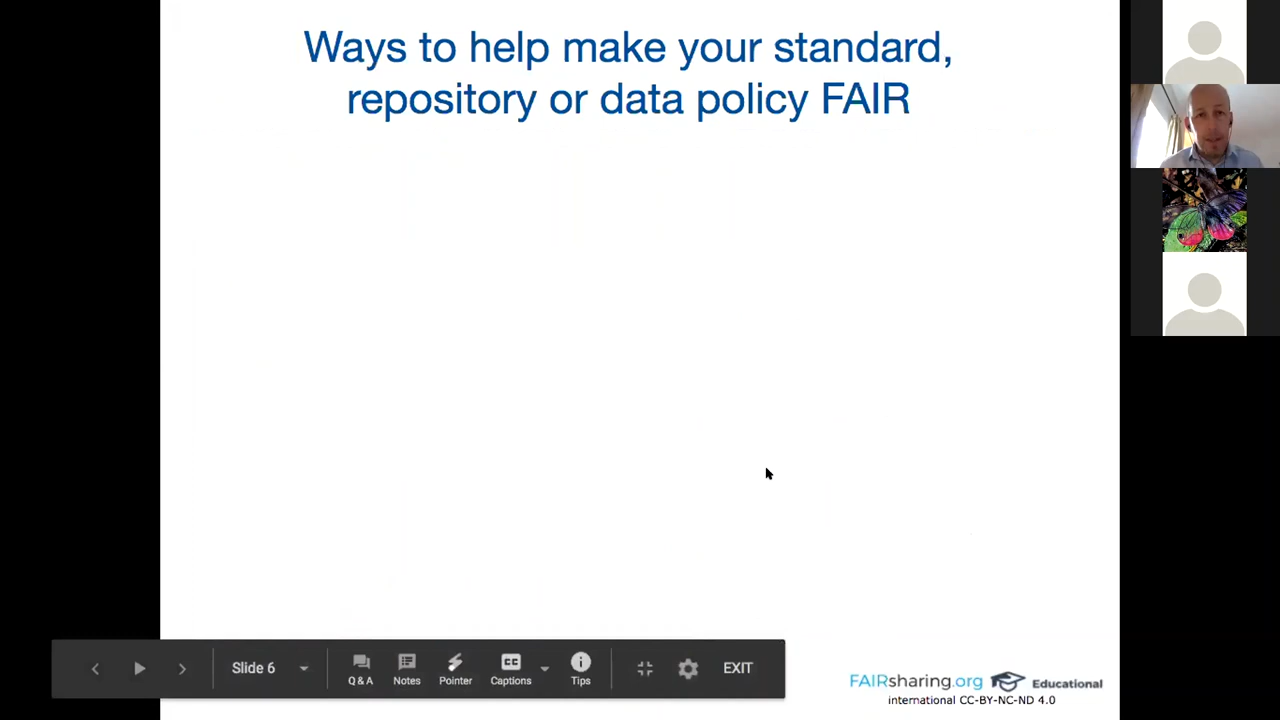 Ways to help make your standard,
repository or data policy FAIR
Slide 6
Q & A
Notes
Pointer
CC
Captions
Tips
EXIT
FAIRsharing.org Educational
international CC-BY-NC-ND 4.0